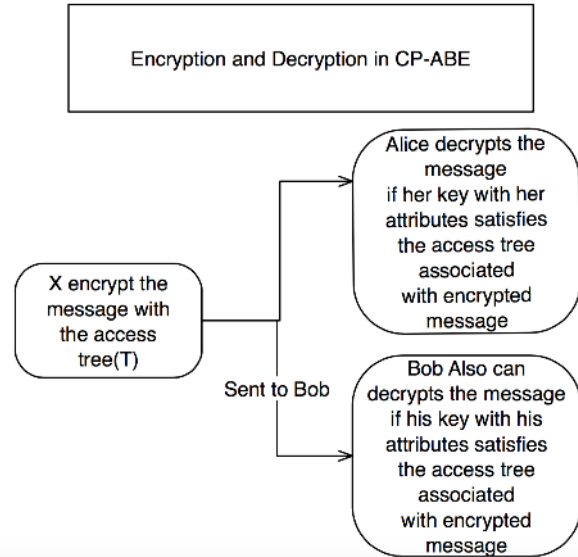 Encryption and Decryption in CP-ABE
Alice decrypts the
message
if her key with her
attributes satisfies
the access tree
associated
with encrypted
message
X encrypt the
message with
the access
tree(T)
Sent to Bob
Bob Also can
decrypts the message
if his key with his
attributes satisfies
the access tree
associated
with encrypted
message